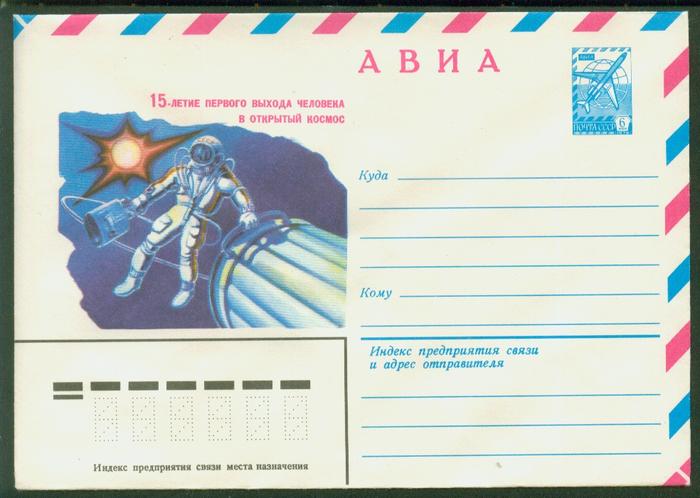 АВИА
15-ЛЕТИЕ ПЕРВОГО ВЫХОДА ЧЕЛОВЕКА
В ОТКРЫТЫЙ КОСМОС
ПОЧТА СССР 6
Куда
Кому
Индекс предприятия связи
и адрес отправителя
Индекс предприятия связи места назначения